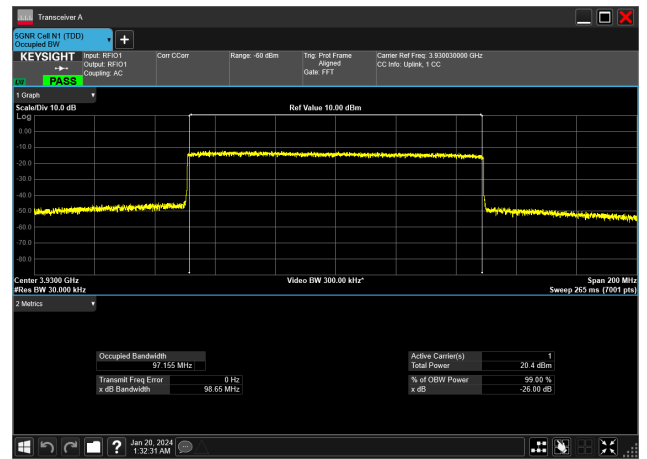 Transceiver A
5GNR Cell N1 (TDD)
Occupied BW
KEYSIGHT
LW PASS
Input: RFIO1
Output: RFIO1
Coupling: AC
Corr CCorr
Range: -60 dBm
Trig: Prot Frame
Aligned
Gate: FFT
Carrier Ref Freq: 3.930030000 GHz
CC Info: Uplink, 1 CC
1 Graph
Scale/Div 10.0 dB
Ref Value 10.00 dBm
Log
0.00
-10.0
-20.0
-30.0
-40.0
-50.0
-60.0
-70.0
-80.0
Center 3.9300 GHz
#Res BW 30.000 kHz
Video BW 300.00 kHz*
Span 200 MHz
Sweep 265 ms (7001 pts)
2 Metrics
Occupied Bandwidth
97.155 MHz
Transmit Freq Error 0 Hz
x dB Bandwidth 98.65 MHz
Active Carrier(s) 1
Total Power 20.4 dBm
% of OBW Power 99.00 %
x dB -26.00 dB
Jan 20, 2024
1:32:31 AM